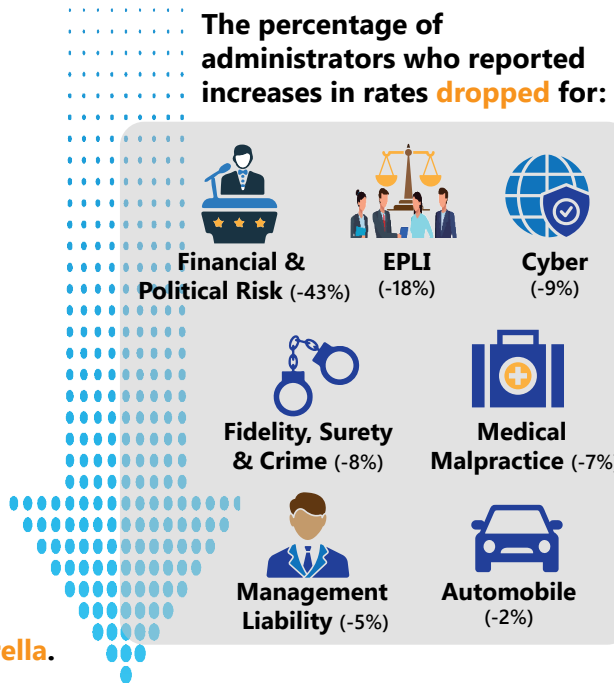 The percentage of
administrators who reported
increases in rates dropped for:
Financial &
Political Risk (-43%)
EPLI
(-18%)
Cyber
(-9%)
Fidelity, Surety
& Crime (-8%)
Medical
Malpractice (-7%
Management
Liability (-5%)
Automobile
(-2%)
ella.